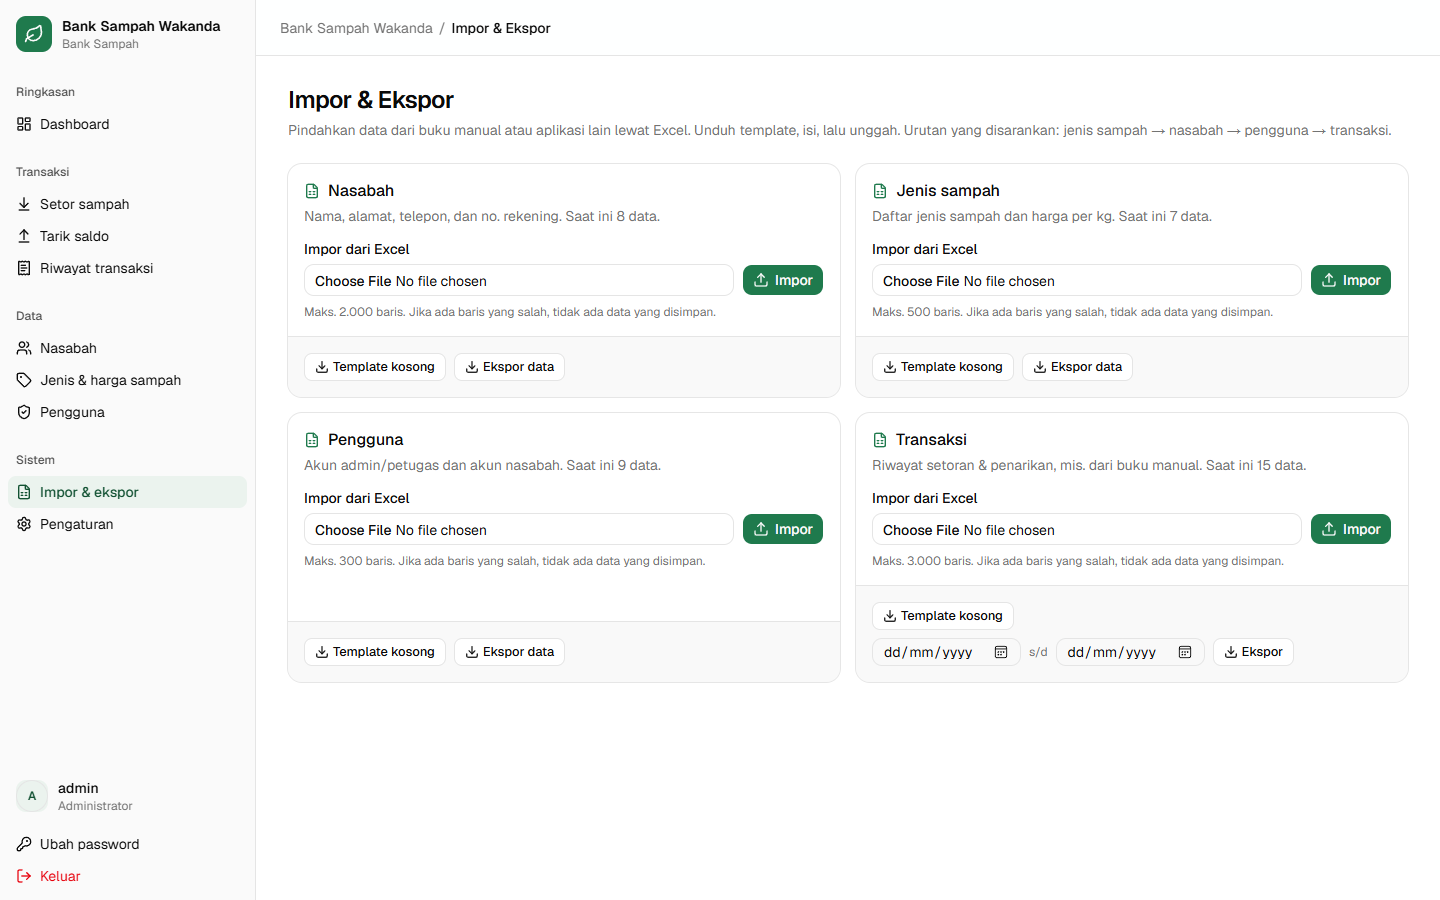 Bank Sampah Wakanda
Bank Sampah
Ringkasan
Dashboard
Transaksi
Setor sampah
Tarik saldo
Riwayat transaksi
Data
Nasabah
Jenis & harga sampah
Pengguna
Sistem
Impor & ekspor
Pengaturan
A
admin
Administrator
Ubah password
Keluar
Bank Sampah Wakanda / Impor & Ekspor
Impor & Ekspor
Pindahkan data dari buku manual atau aplikasi lain lewat Excel. Unduh template, isi, lalu unggah. Urutan yang disarankan: jenis sampah → nasabah → pengguna → transaksi.
Nasabah
Nama, alamat, telepon, dan no. rekening. Saat ini 8 data.
Impor dari Excel
Choose File No file chosen
Impor
Maks. 2.000 baris. Jika ada baris yang salah, tidak ada data yang disimpan.
Template kosong
Ekspor data
Jenis sampah
Daftar jenis sampah dan harga per kg. Saat ini 7 data.
Impor dari Excel
Choose File No file chosen
Impor
Maks. 500 baris. Jika ada baris yang salah, tidak ada data yang disimpan.
Template kosong
Ekspor data
Pengguna
Akun admin/petugas dan akun nasabah. Saat ini 9 data.
Impor dari Excel
Choose File No file chosen
Impor
Maks. 300 baris. Jika ada baris yang salah, tidak ada data yang disimpan.
Template kosong
Ekspor data
Transaksi
Riwayat setoran & penarikan, mis. dari buku manual. Saat ini 15 data.
Impor dari Excel
Choose File No file chosen
Impor
Maks. 3.000 baris. Jika ada baris yang salah, tidak ada data yang disimpan.
Template kosong
dd/mm/yyyy s/d dd/mm/yyyy Ekspor